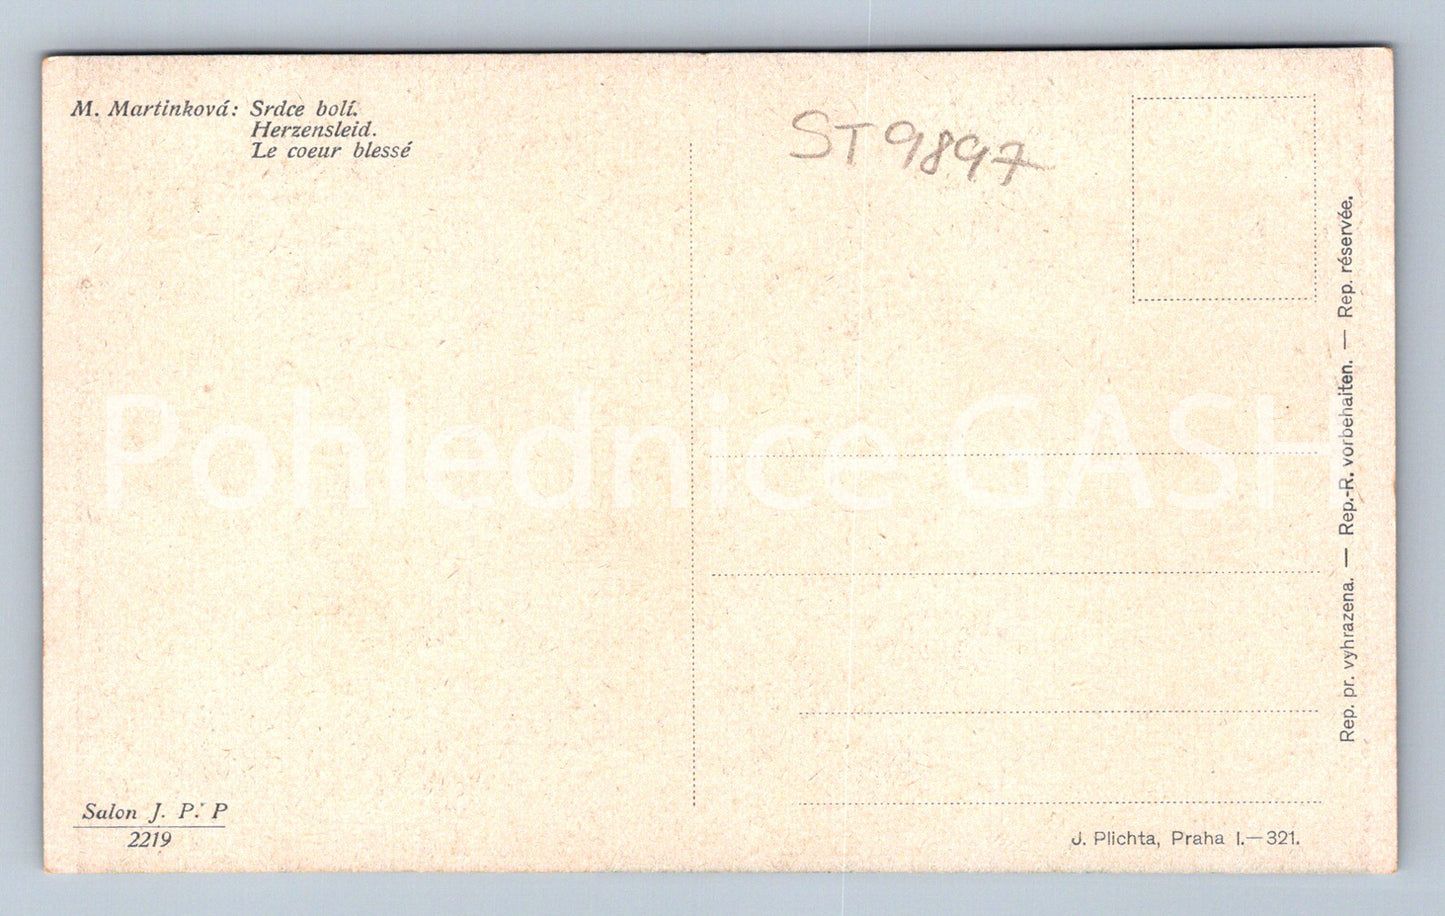 M. Martinková: Srdce bolí.
Herzensleid.
Le coeur blessé
ST9897
Rep. pr. vyhrazena. — Rep.-R. vorbehalten. — Rep. réservée.
Pohlednice GASH
Salon J. P. P
2219
J. Plichta, Praha I.—321.